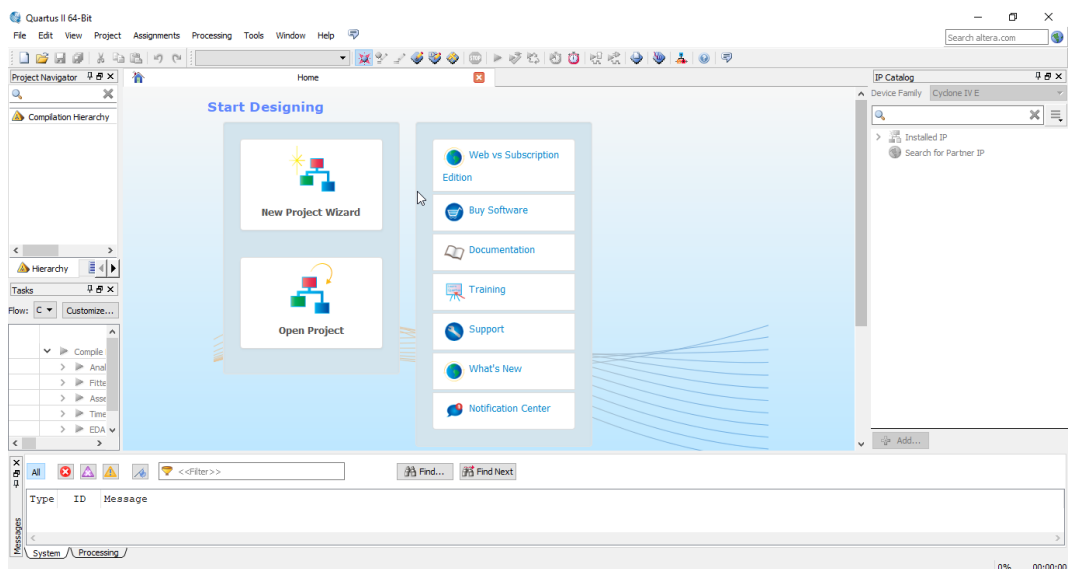 Quartus II 64-Bit
File Edit View Project Assignments Processing Tools Window Help
Search altera.com
Project Navigator
Home
IP Catalog
Device Family Cyclone IV E
Compilation Hierarchy
Start Designing
Installed IP
Search for Partner IP
New Project Wizard
Open Project
Web vs Subscription
Edition
Buy Software
Documentation
Training
Support
What's New
Notification Center
Hierarchy
Tasks
Flow: C Customize...
Compile
Anal
Fitte
Asse
Time
EDA
Add...
All <<Filter>> Find... Find Next
Type ID Message
Messages
System Processing
0% 00:00:00